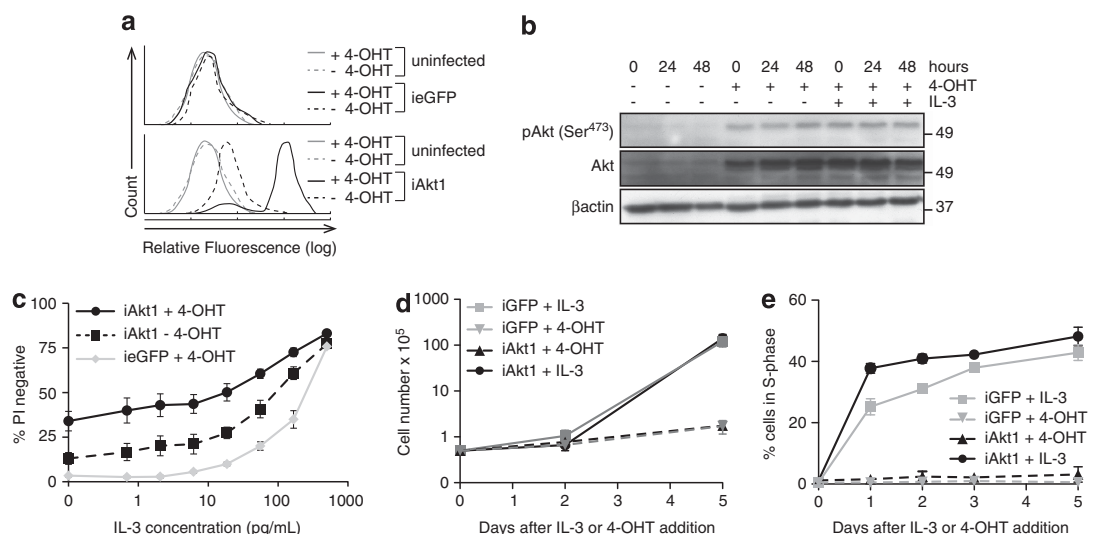 a
+ 4-OHT
- 4-OHT
uninfected
+ 4-OHT
- 4-OHT
ieGFP
+ 4-OHT
- 4-OHT
uninfected
+ 4-OHT
- 4-OHT
iAkt1
Count
Relative Fluorescence (log)
b
0 24 48 0 24 48 0 24 48 hours
- - - + + + + + + 4-OHT
- - - - - - + + + IL-3
pAkt (Ser473)
49
Akt
49
βactin
37
c
iAkt1 + 4-OHT
iAkt1 - 4-OHT
ieGFP + 4-OHT
% PI negative
100
75
50
25
0
0 1 10 100 1000
IL-3 concentration (pg/mL)
d
iGFP + IL-3
iGFP + 4-OHT
iAkt1 + 4-OHT
iAkt1 + IL-3
Cell number x 105
1000
100
10
1
0
0 1 2 3 4 5
Days after IL-3 or 4-OHT addition
e
iGFP + IL-3
iGFP + 4-OHT
iAkt1 + 4-OHT
iAkt1 + IL-3
% cells in S-phase
60
40
20
0
0 1 2 3 4 5
Days after IL-3 or 4-OHT addition